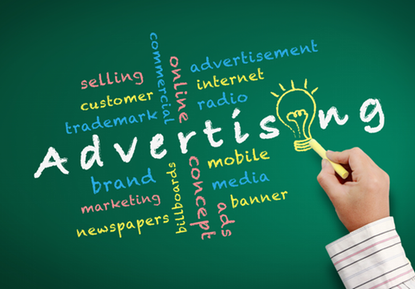 commercial
online
advertisement
selling
internet
customer
radio
trademark
Advertising
mobile
brand
billboards
concept
media
marketing
ads
banner
newspapers